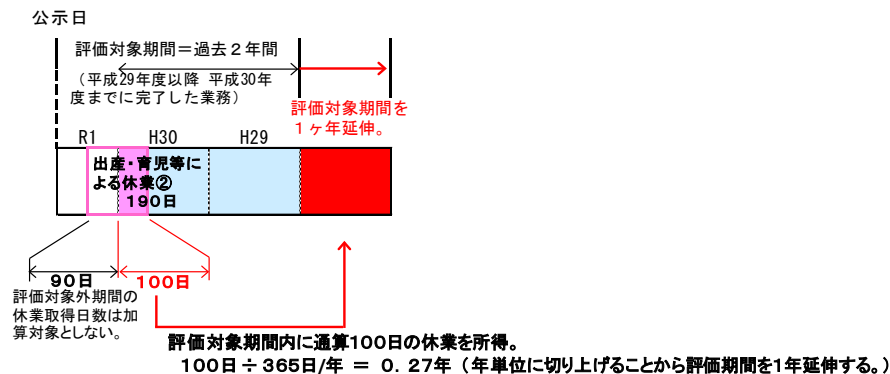 公示日
評価対象期間＝過去２年間
（平成29年度以降 平成30年
度までに完了した業務）
評価対象期間を
１ヶ年延伸。
R1 H30 H29
出産・育児等に
よる休業②
190日
90日 100日
評価対象外期間の
休業取得日数は加
算対象としない。
評価対象期間内に通算100日の休業を所得。
100日÷365日/年 ＝ ０．２７年（年単位に切り上げることから評価期間を1年延伸する。）